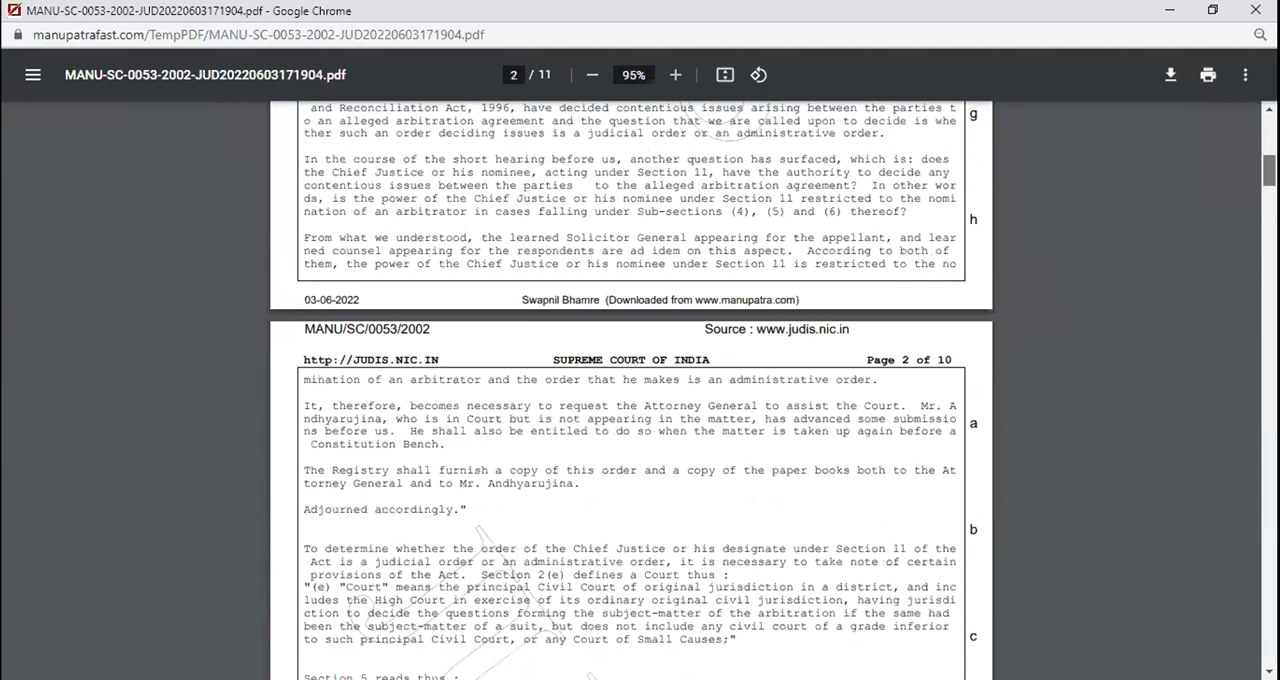 MANU-SC-0053-2002-JUD20220603171904.pdf - Google Chrome
manupatrafast.com/TempPDF/MANU-SC-0053-2002-JUD20220603171904.pdf
MANU-SC-0053-2002-JUD20220603171904.pdf 2 / 11 — 95% +
and Reconciliation Act, 1996, have decided contentious issues arising between the parties t
g
o an alleged arbitration agreement and the question that we are called upon to decide is whe
ther such an order deciding issues is a judicial order or an administrative order.
In the course of the short hearing before us, another question has surfaced, which is: does
the Chief Justice or his nominee, acting under Section 11, have the authority to decide any
contentious issues between the parties to the alleged arbitration agreement? In other wor
ds, is the power of the Chief Justice or his nominee under Section 11 restricted to the nomi
nation of an arbitrator in cases falling under Sub-sections (4), (5) and (6) thereof?
h
From what we understood, the learned Solicitor General appearing for the appellant, and lear
ned counsel appearing for the respondents are ad idem on this aspect. According to both of
them, the power of the Chief Justice or his nominee under Section 11 is restricted to the no
03-06-2022 Swapnil Bhamre (Downloaded from www.manupatra.com)
MANU/SC/0053/2002 Source : www.judis.nic.in
http://JUDIS.NIC.IN SUPREME COURT OF INDIA Page 2 of 10
mination of an arbitrator and the order that he makes is an administrative order.
It, therefore, becomes necessary to request the Attorney General to assist the Court. Mr. A
ndhyarujina, who is in Court but is not appearing in the matter, has advanced some submissio
a
ns before us. He shall also be entitled to do so when the matter is taken up again before a
Constitution Bench.
The Registry shall furnish a copy of this order and a copy of the paper books both to the At
torney General and to Mr. Andhyarujina.
Adjourned accordingly."
b
To determine whether the order of the Chief Justice or his designate under Section 11 of the
Act is a judicial order or an administrative order, it is necessary to take note of certain
provisions of the Act. Section 2(e) defines a Court thus :
"(e) "Court" means the principal Civil Court of original jurisdiction in a district, and inc
ludes the High Court in exercise of its ordinary original civil jurisdiction, having jurisdi
ction to decide the questions forming the subject-matter of the arbitration if the same had
been the subject-matter of a suit, but does not include any civil court of a grade inferior
to such principal Civil Court, or any Court of Small Causes;"
c
Section 5 reads thus :